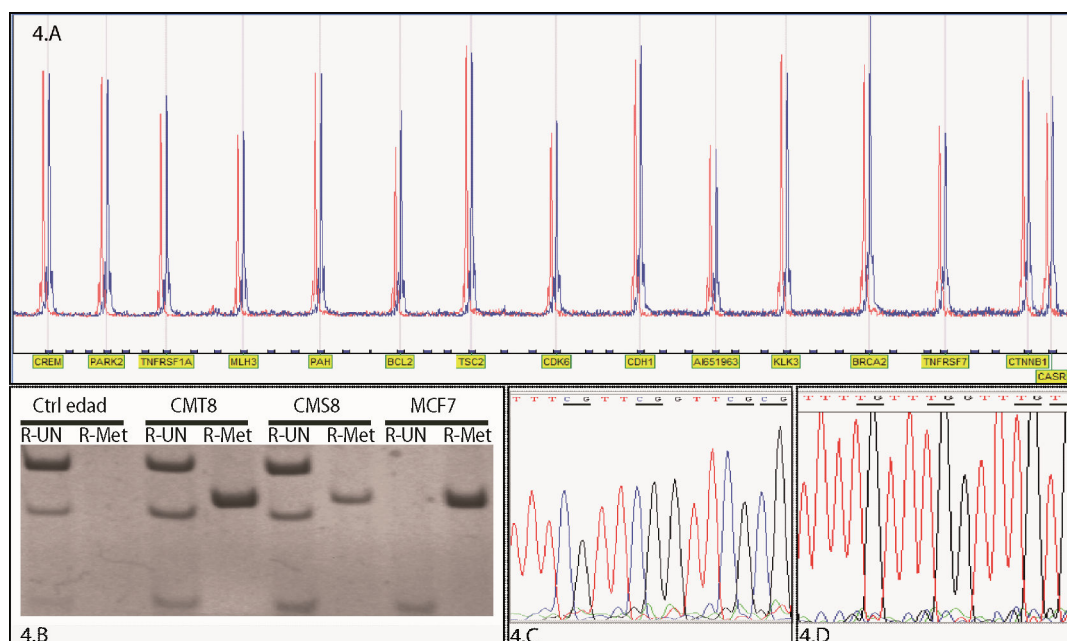 4.A
CREM PARK2 TNFRSF1A MLH3 PAH BCL2 TSC2 CDK6 CDH1 AI651963 KLK3 BRCA2 TNFRSF7 CTNNB1
CASR
Ctrl edad CMT8 CMS8 MCF7
R-UN R-Met R-UN R-Met R-UN R-Met R-UN R-Met
4.B
T T T C G T T C G G T T C G C G
4.C
T T T T G T T T G G T T T G T
4.D